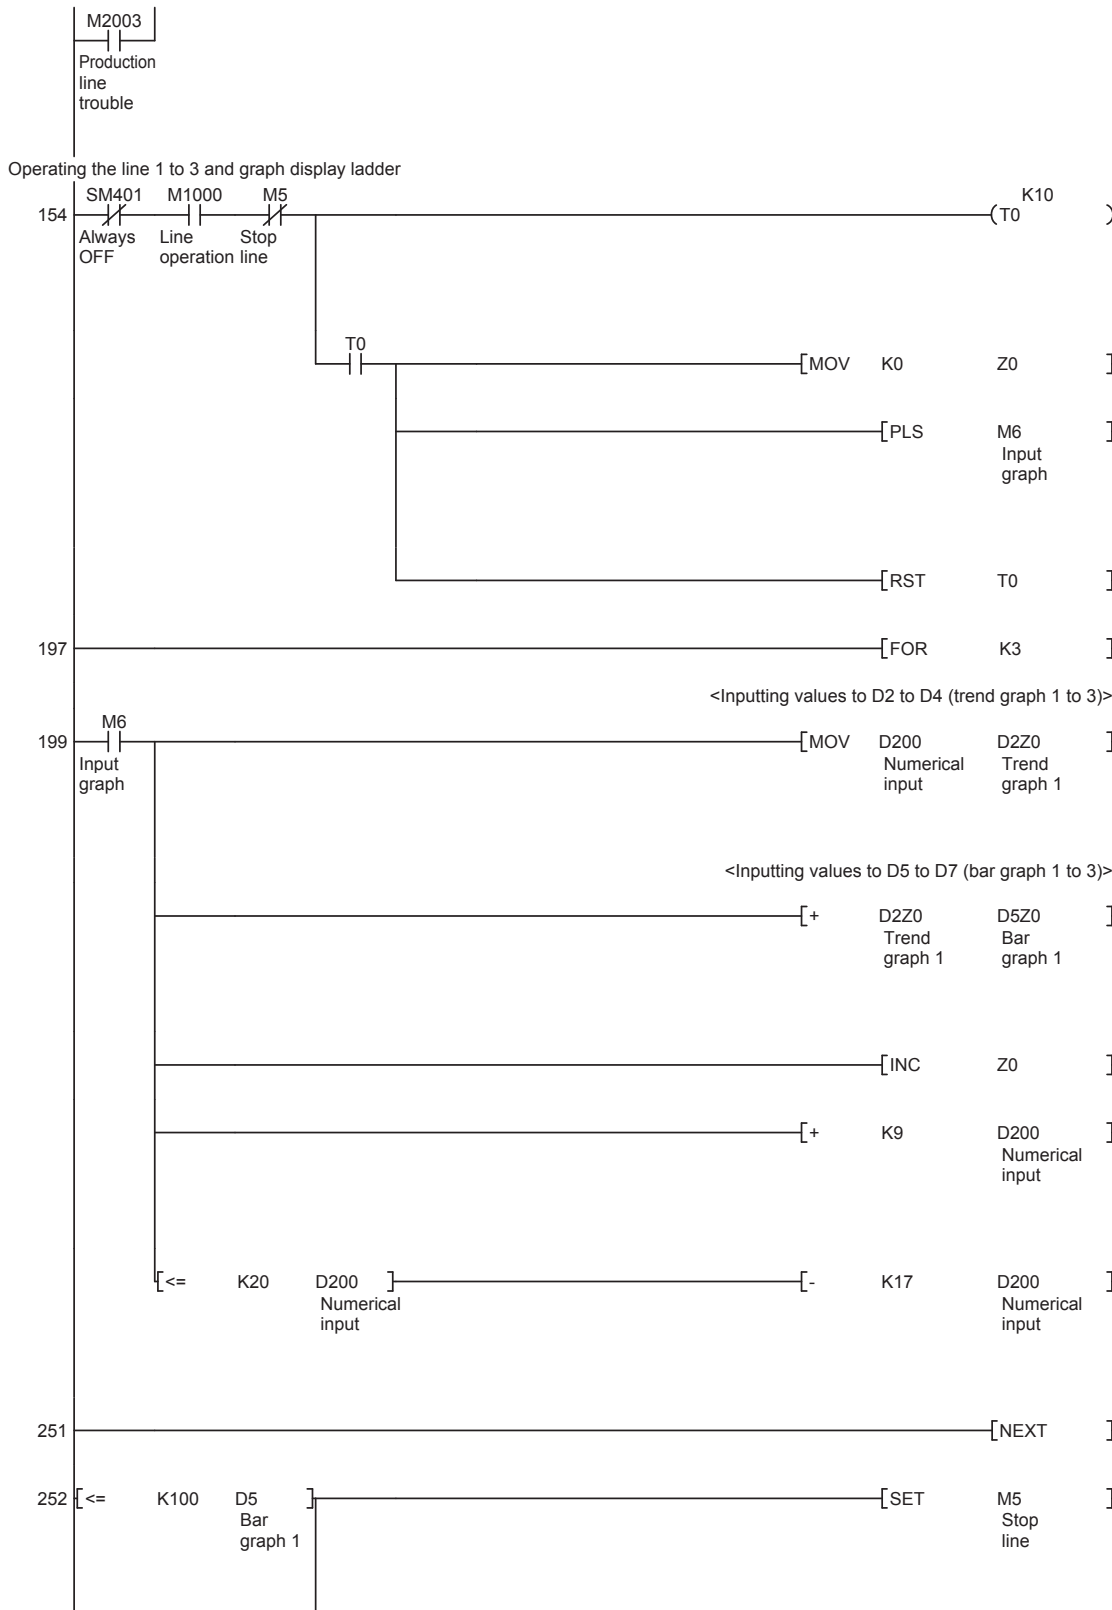 M2003
Production
line
trouble
Operating the line 1 to 3 and graph display ladder
SM401 M1000 M5 K10
154 T0
Always Line Stop
OFF operation line
T0
MOV K0 Z0
PLS M6
Input
graph
RST T0
197 FOR K3
<Inputting values to D2 to D4 (trend graph 1 to 3)>
M6
199 MOV D200 D2Z0
Input Numerical Trend
graph input graph 1
<Inputting values to D5 to D7 (bar graph 1 to 3)>
+ D2Z0 D5Z0
Trend Bar
graph 1 graph 1
INC Z0
+ K9 D200
Numerical
input
<= K20 D200 - K17 D200
Numerical Numerical
input input
251 NEXT
252 <= K100 D5 SET M5
Bar Stop
graph 1 line